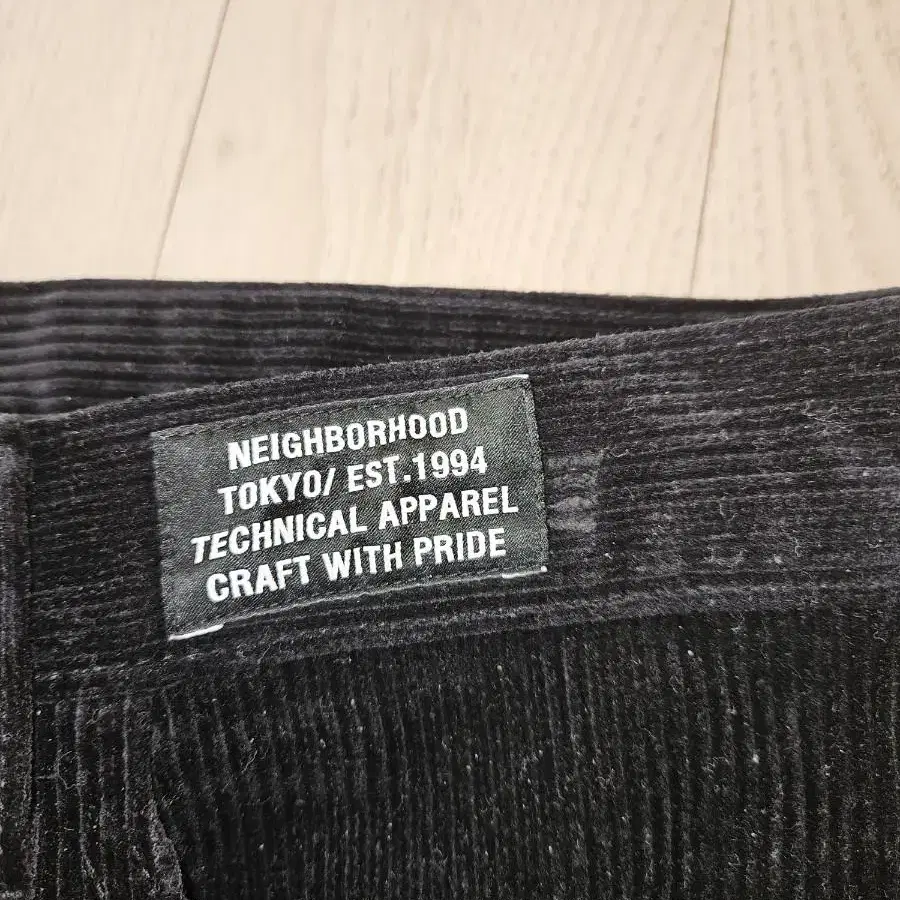 NEIGHBORHOOD
TOKYO/ EST.1994
TECHNICAL APPAREL
CRAFT WITH PRIDE